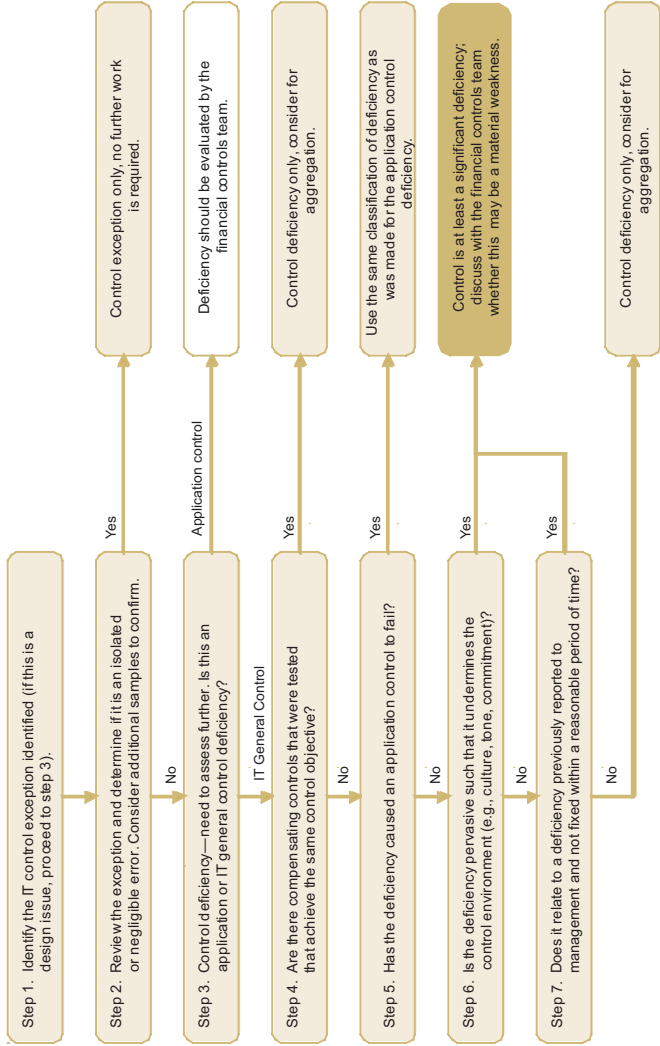 Step 1. Identify the IT control exception identified (if this is a
design issue, proceed to step 3).
Step 2. Review the exception and determine if it is an isolated
or negligible error. Consider additional samples to confirm.
Yes
Control exception only, no further work
is required.
No
Step 3. Control deficiency—need to assess further. Is this an
application or IT general control deficiency?
Application control
Deficiency should be evaluated by the
financial controls team.
IT General Control
Step 4. Are there compensating controls that were tested
that achieve the same control objective?
Yes
Control deficiency only, consider for
aggregation.
No
Step 5. Has the deficiency caused an application control to fail?
Yes
Use the same classification of deficiency as
was made for the application control
deficiency.
No
Step 6. Is the deficiency pervasive such that it undermines the
control environment (e.g., culture, tone, commitment)?
Yes
Control is at least a significant deficiency;
discuss with the financial controls team
whether this may be a material weakness.
No
Step 7. Does it relate to a deficiency previously reported to
management and not fixed within a reasonable period of time?
Yes
No
Control deficiency only, consider for
aggregation.